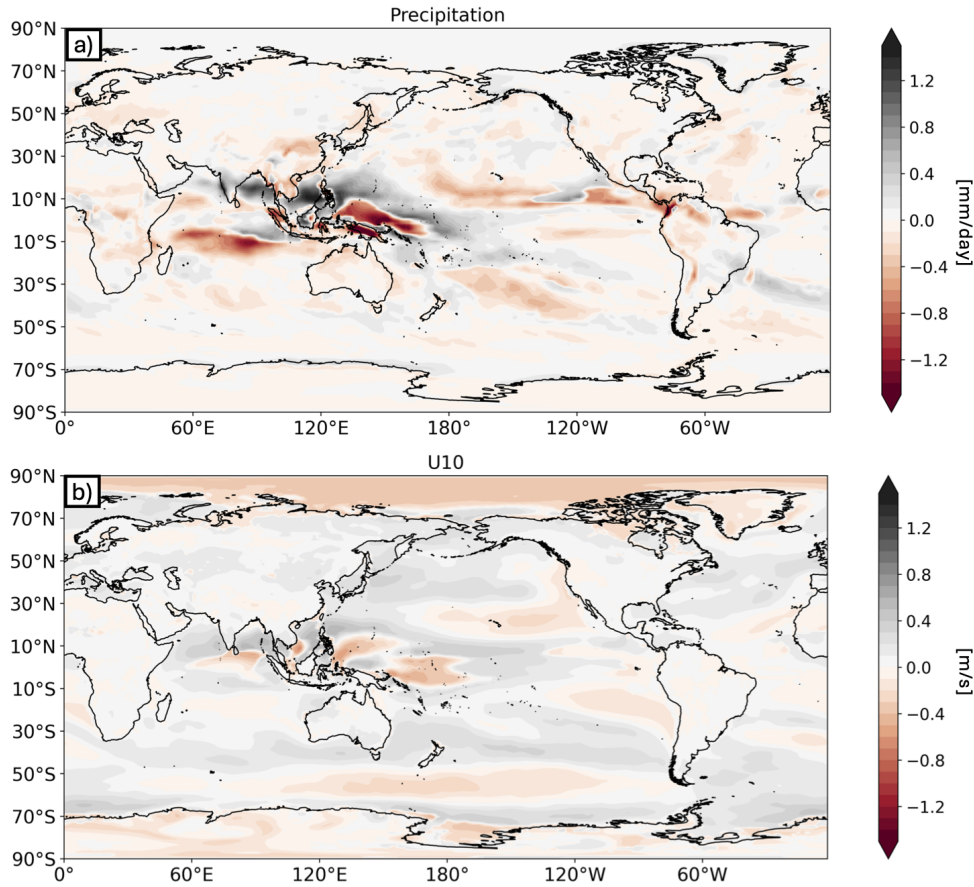 Precipitation
a)
90°N
70°N
50°N
30°N
10°N
10°S
30°S
50°S
70°S
90°S
0°
60°E
120°E
180°
120°W
60°W
1.2
0.8
0.4
0.0
−0.4
−0.8
−1.2
[mm/day]
U10
b)
90°N
70°N
50°N
30°N
10°N
10°S
30°S
50°S
70°S
90°S
0°
60°E
120°E
180°
120°W
60°W
1.2
0.8
0.4
0.0
−0.4
−0.8
−1.2
[m/s]